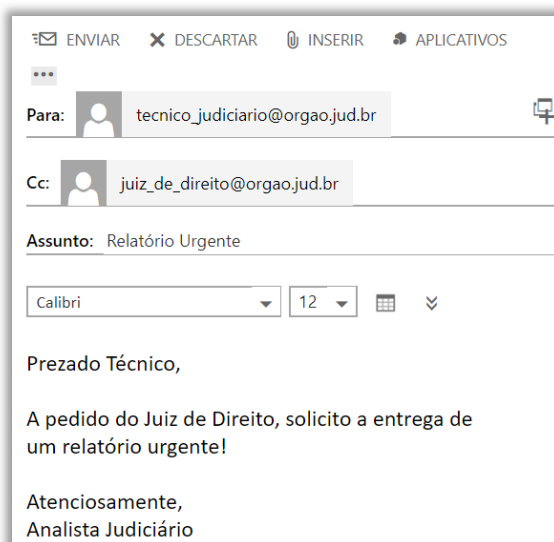 ENVIAR DESCARTAR INSERIR APLICATIVOS
Para: tecnico_judiciario@orgao.jud.br
Cc: juiz_de_direito@orgao.jud.br
Assunto: Relatório Urgente
Calibri 12
Prezado Técnico,
A pedido do Juiz de Direito, solicito a entrega de
um relatório urgente!
Atenciosamente,
Analista Judiciário